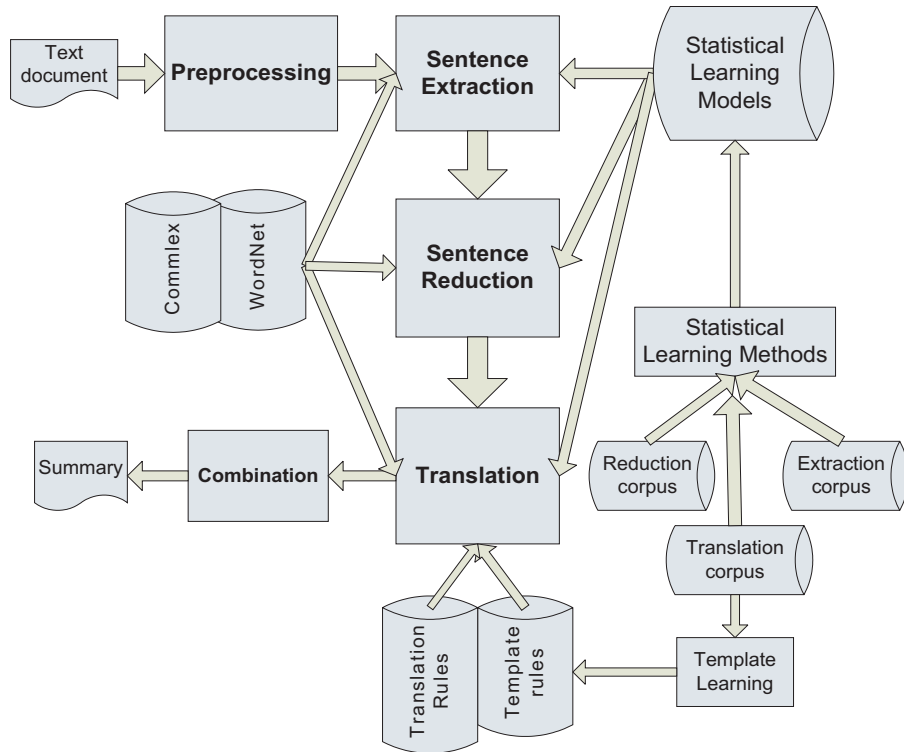 Text
document
Preprocessing
Sentence
Extraction
Statistical
Learning
Models
Commlex
WordNet
Sentence
Reduction
Statistical
Learning Methods
Summary
Combination
Translation
Reduction
corpus
Extraction
corpus
Translation
corpus
Translation
Rules
Template
rules
Template
Learning